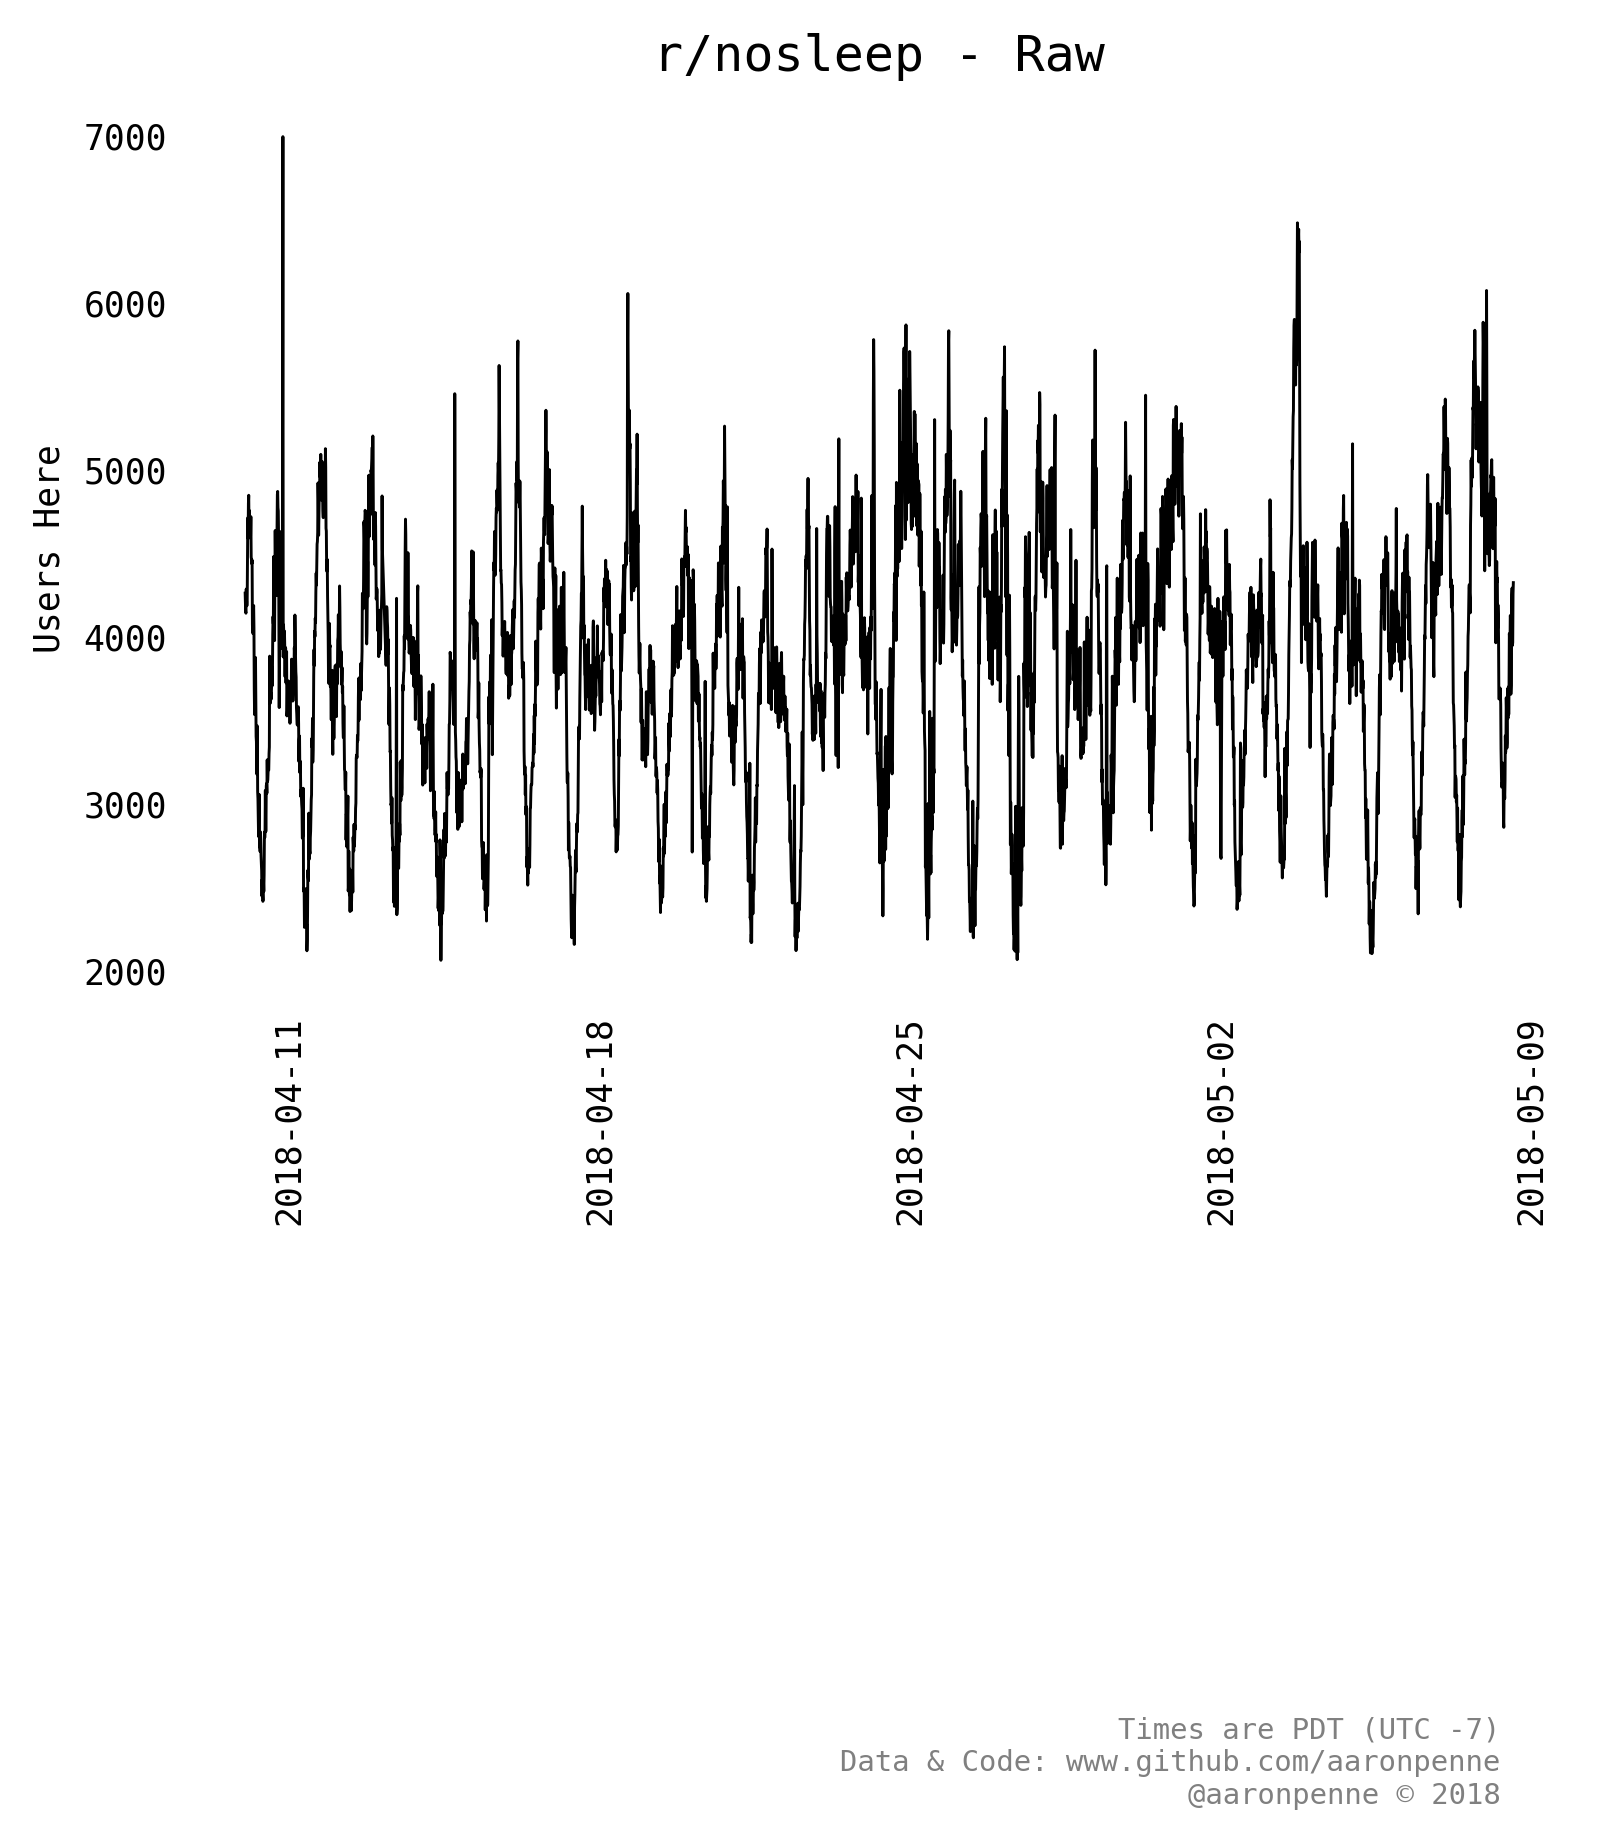 r/nosleep - Raw
7000
6000
5000
4000
3000
2000
Users Here
2018-04-11
2018-04-18
2018-04-25
2018-05-02
2018-05-09
Times are PDT (UTC -7)
Data & Code: www.github.com/aaronpenne
@aaronpenne © 2018